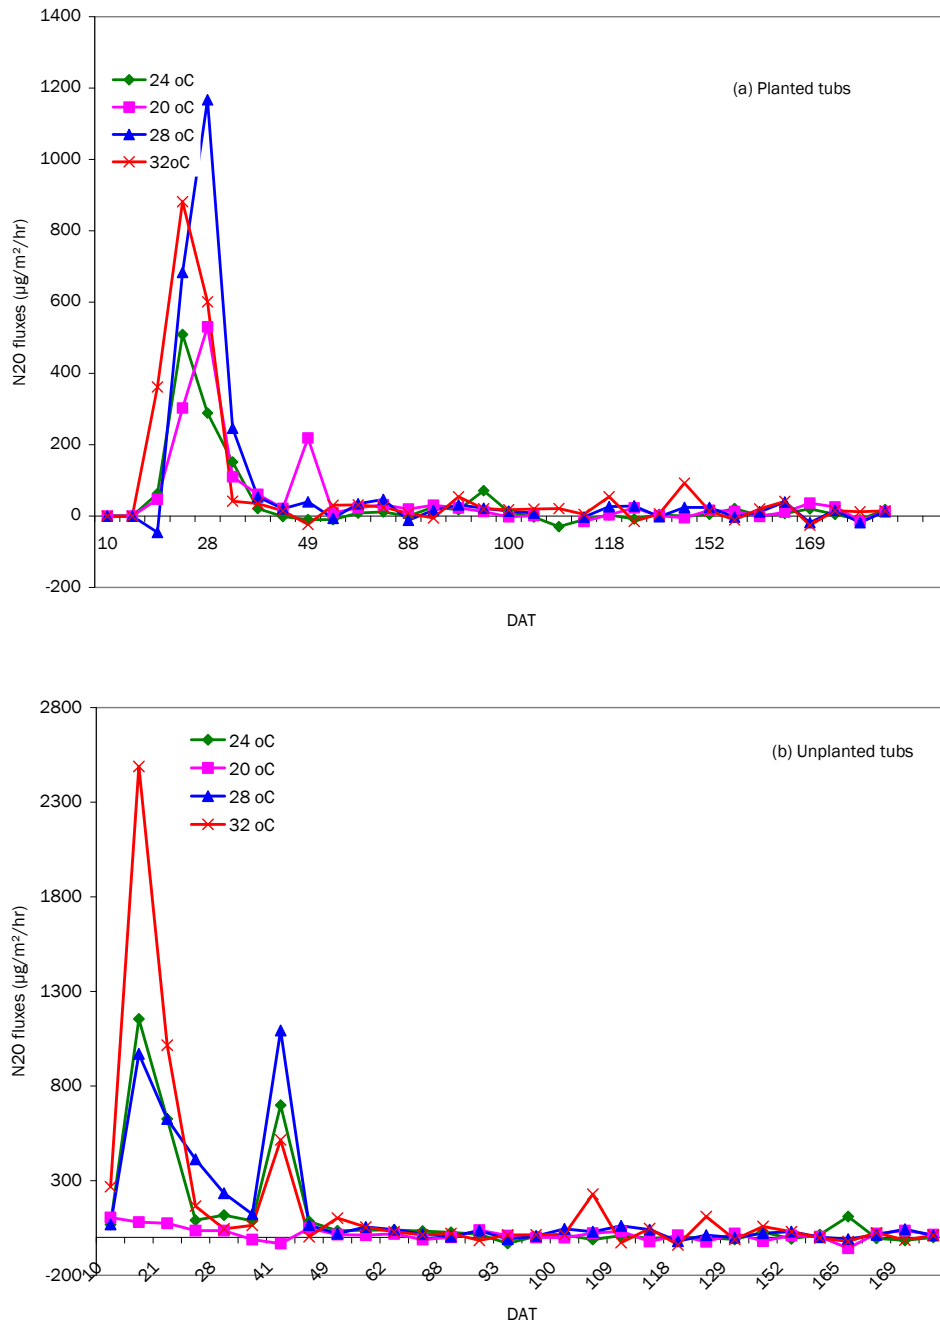 1400
1200
1000
800
600
400
200
0
-200
N2O fluxes (µg/m²/hr)
24 oC
20 oC
28 oC
32oC
(a) Planted tubs
10 28 49 88 100 118 152 169
DAT
2800
2300
1800
1300
800
300
-200
N2O fluxes (µg/m²/hr)
24 oC
20 oC
28 oC
32 oC
(b) Unplanted tubs
10 21 28 41 49 62 88 93 100 109 118 129 152 165 169
DAT